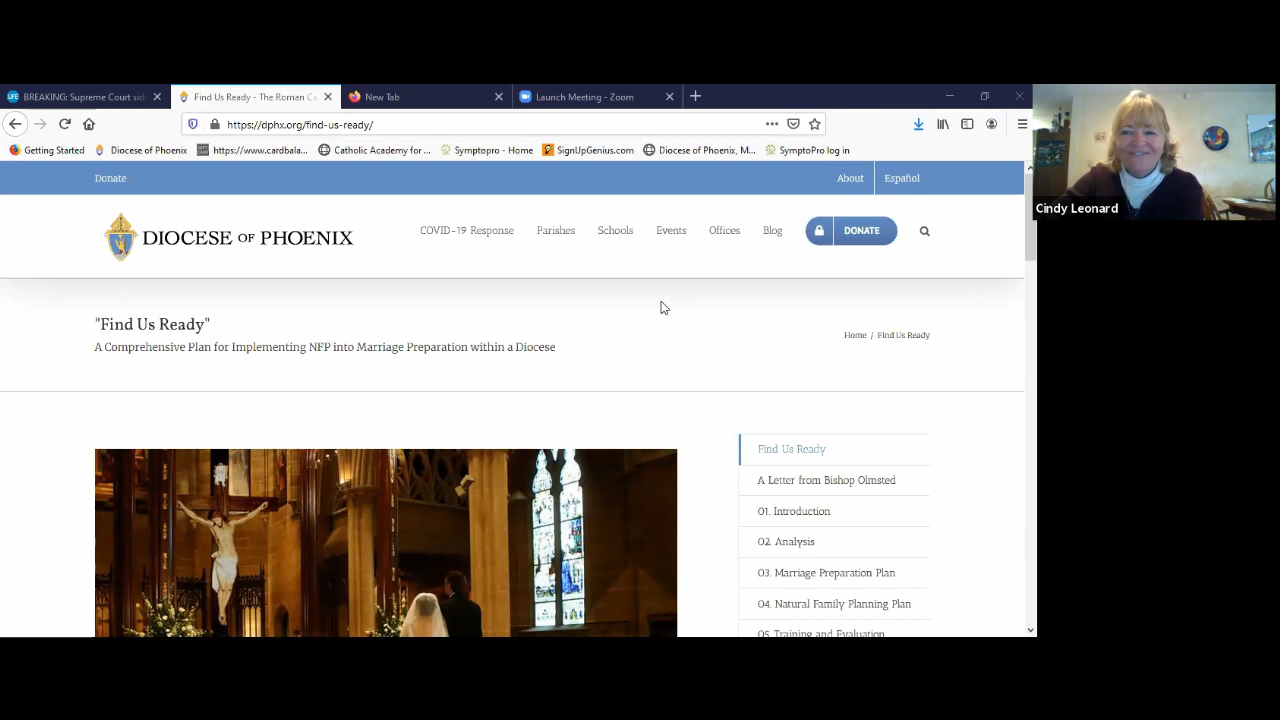 BREAKING: Supreme Court sid
Find Us Ready - The Roman C
New Tab
Launch Meeting - Zoom
https://dphx.org/find-us-ready/
Getting Started
Diocese of Phoenix
https://www.cardbala...
Catholic Academy for ...
Symptopro - Home
SignUpGenius.com
Diocese of Phoenix, M...
SymptoPro log in
Donate
About
Español
DIOCESE OF PHOENIX
COVID-19 Response
Parishes
Schools
Events
Offices
Blog
DONATE
"Find Us Ready"
A Comprehensive Plan for Implementing NFP into Marriage Preparation within a Diocese
Home / Find Us Ready
Find Us Ready
A Letter from Bishop Olmsted
01. Introduction
02. Analysis
03. Marriage Preparation Plan
04. Natural Family Planning Plan
05. Training and Evaluation
Cindy Leonard